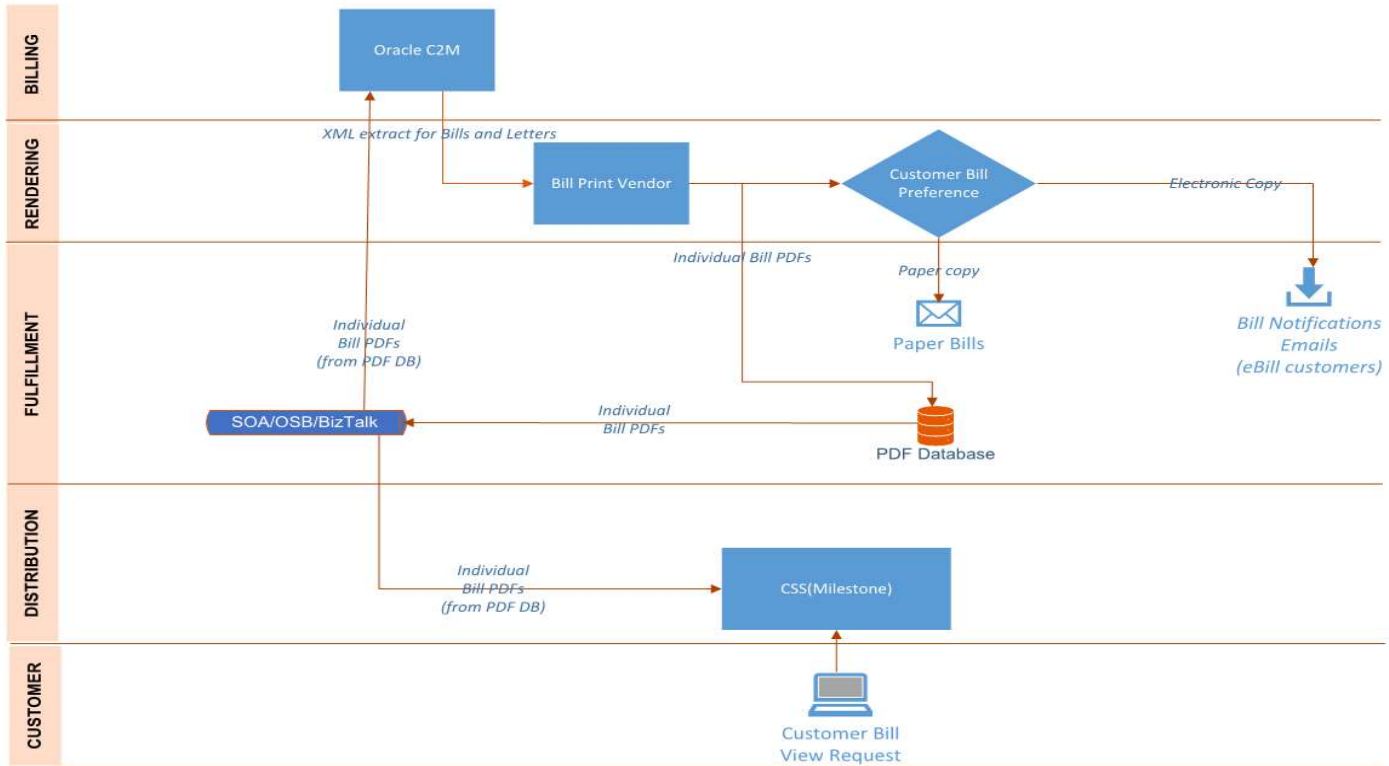 BILLING
Oracle C2M
XML extract for Bills and Letters
RENDERING
Bill Print Vendor
Customer Bill
Preference
Electronic Copy
Individual Bill PDFs
Paper copy
FULFILLMENT
Individual
Bill PDFs
(from PDF DB)
Paper Bills
Bill Notifications
Emails
(eBill customers)
SOA/OSB/BizTalk
Individual
Bill PDFs
PDF Database
DISTRIBUTION
Individual
Bill PDFs
(from PDF DB)
CSS(Milestone)
CUSTOMER
Customer Bill
View Request